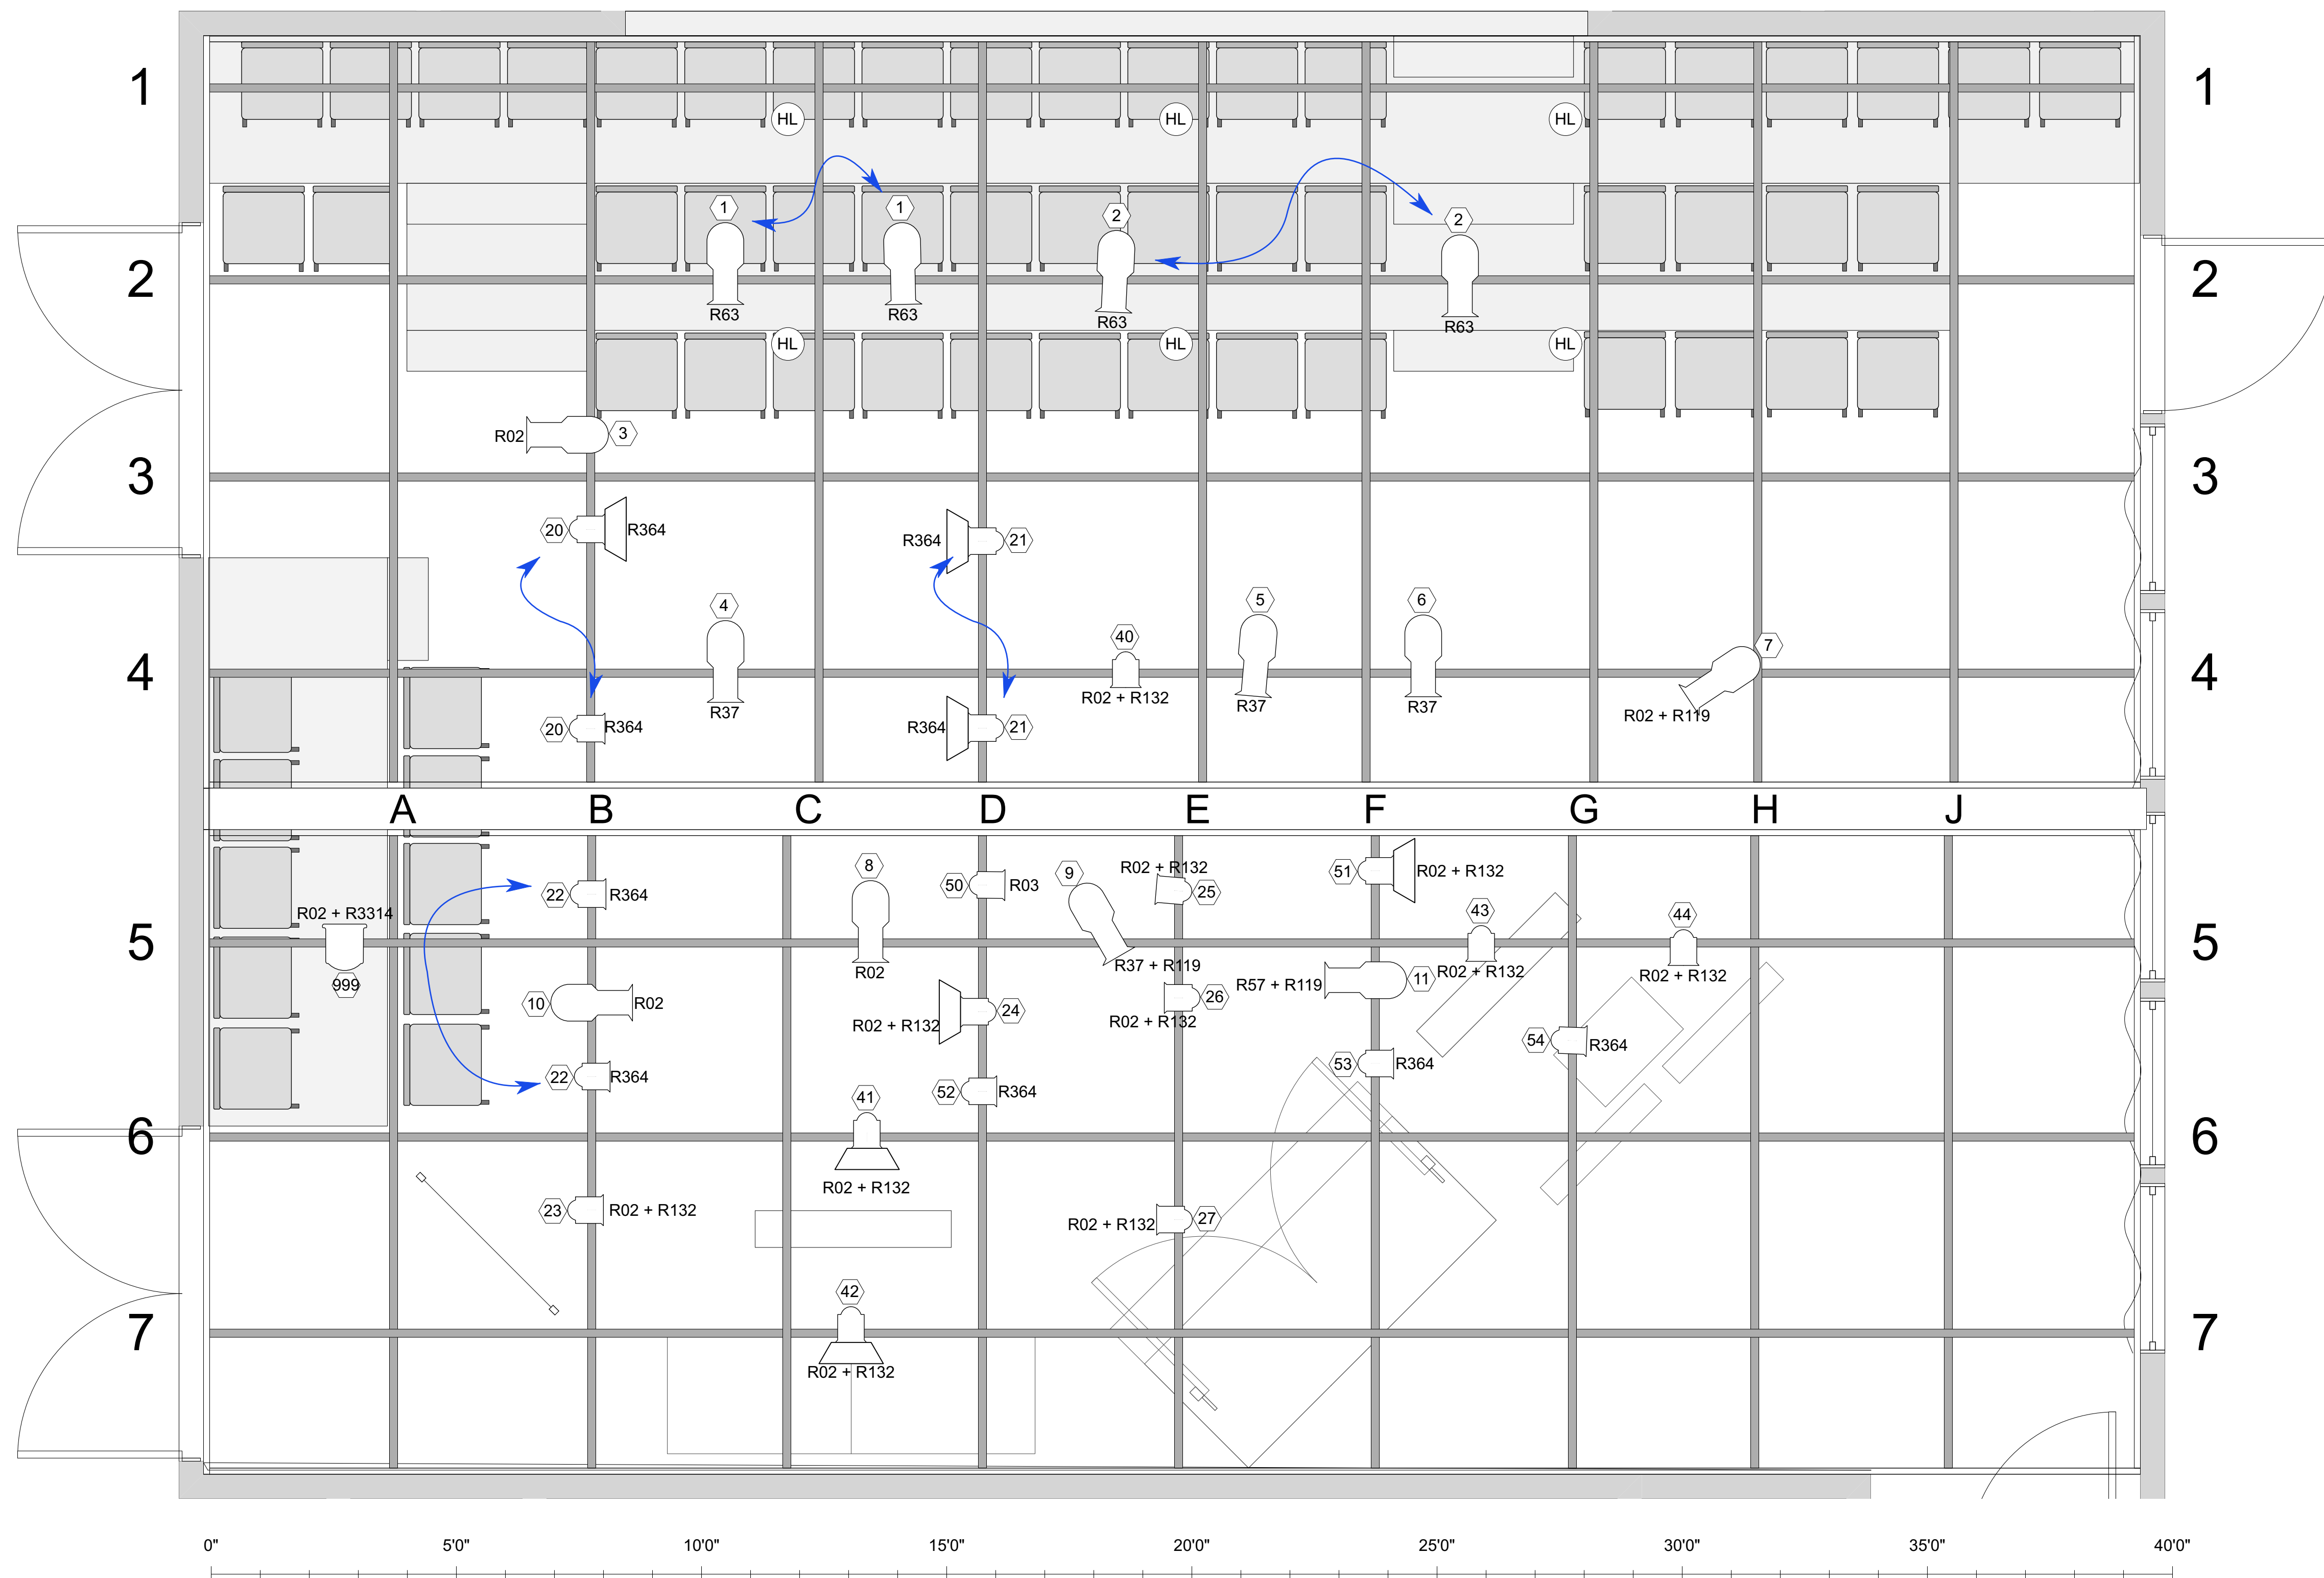 1
1
HL
HL
HL
1
1
2
2
2
2
R63
R63
R63
R63
HL
HL
HL
R02
3
3
3
20
R364
R364
21
4
5
6
40
7
4
4
R02 + R132
R37
R37
R37
R02 + R119
20
R364
R364
21
A
B
C
D
E
F
G
H
J
8
9
R02 + R132
51
R02 + R132
22
R364
50
R03
25
R02 + R3314
43
44
5
5
R02
R37 + R119
R02 + R132
R02 + R132
999
R57 + R119
11
10
R02
24
26
R02 + R132
R02 + R132
54
R364
53
R364
22
R364
52
R364
41
6
6
R02 + R132
23
R02 + R132
R02 + R132
27
42
7
7
R02 + R132
0"
5'0"
10'0"
15'0"
20'0"
25'0"
30'0"
35'0"
40'0"